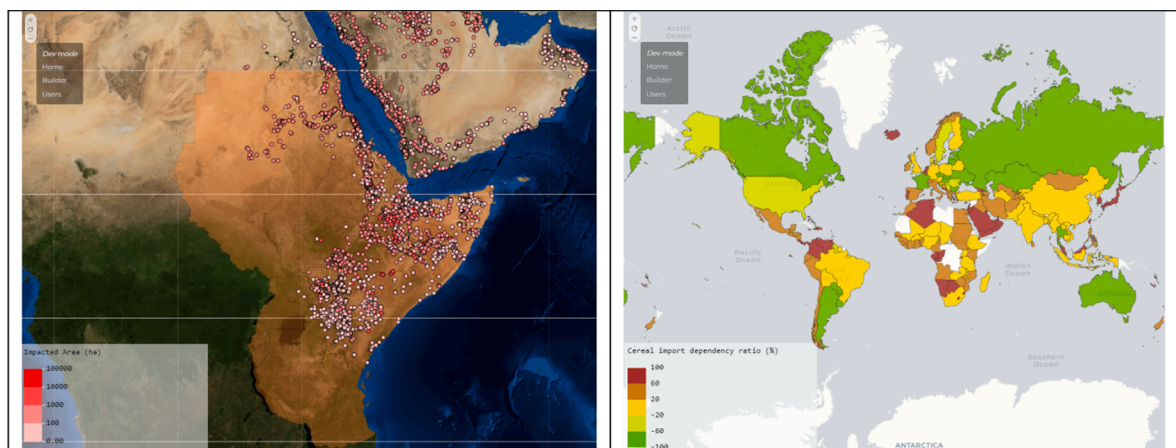 +
−
Dev mode
Home
Builder
Users
Impacted Area (ha)
100000
10000
1000
100
0.00
+
−
Dev mode
Home
Builder
Users
Arctic
Ocean
Pacific
Ocean
Indian
Ocean
OCEANIA
Southern
Ocean
ANTARCTICA
Cereal import dependency ratio (%)
100
60
20
-20
-60
-100